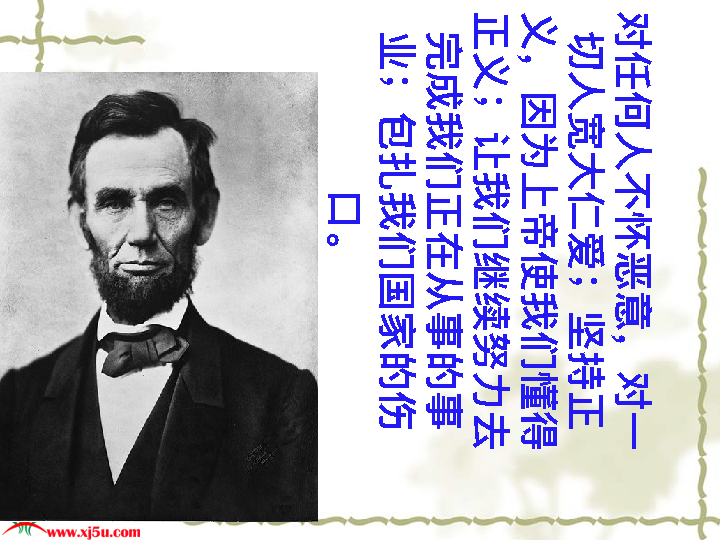 对任何人不怀恶意，对一
切人宽大仁爱；坚持正
义，因为上帝使我们懂得
正义；让我们继续努力去
完成我们正在从事的事
业；包扎我们国家的伤
口。
www.xj5u.com